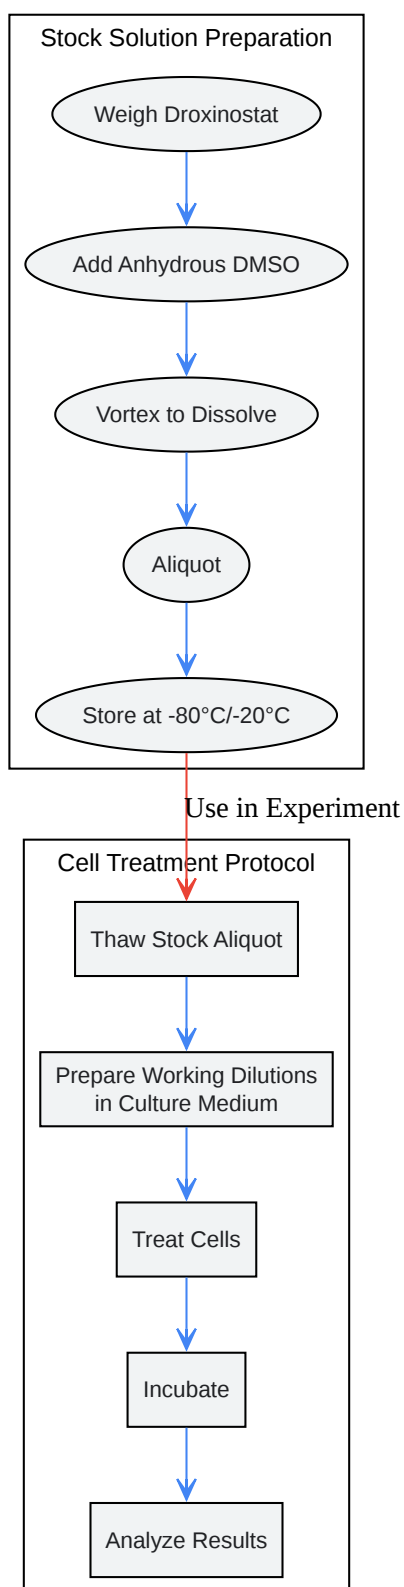 Stock Solution Preparation
Weigh Droxinostat
Add Anhydrous DMSO
Vortex to Dissolve
Aliquot
Store at -80°C/-20°C
Use in Experiment
Cell Treatment Protocol
Thaw Stock Aliquot
Prepare Working Dilutions
in Culture Medium
Treat Cells
Incubate
Analyze Results